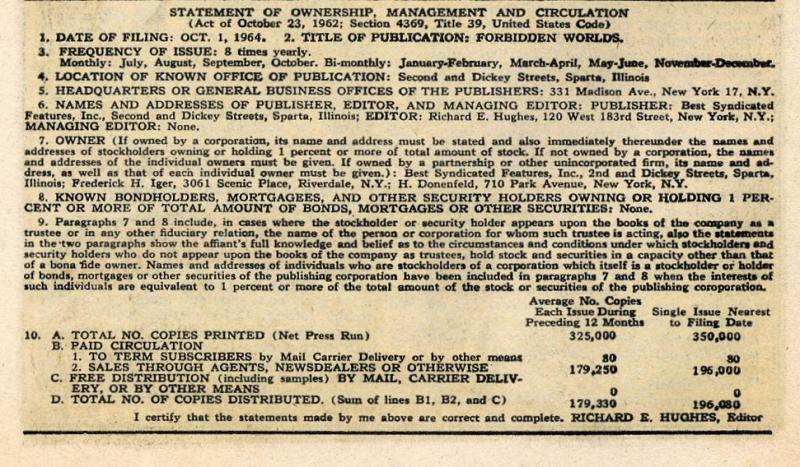 STATEMENT OF OWNERSHIP, MANAGEMENT AND CIRCULATION
(Act of October 23, 1962; Section 4369, Title 39, United States Code)
1. DATE OF FILING: OCT. 1, 1964. 2. TITLE OF PUBLICATION: FORBIDDEN WORLDS.
3. FREQUENCY OF ISSUE: 8 times yearly.
Monthly: July, August, September, October. Bi-monthly: January-February, March-April, May-June, November-December.
4. LOCATION OF KNOWN OFFICE OF PUBLICATION: Second and Dickey Streets, Sparta, Illinois
5. HEADQUARTERS OR GENERAL BUSINESS OFFICES OF THE PUBLISHERS: 331 Madison Ave., New York 17, N.Y.
6. NAMES AND ADDRESSES OF PUBLISHER, EDITOR, AND MANAGING EDITOR: PUBLISHER: Best Syndicated
Features, Inc., Second and Dickey Streets, Sparta, Illinois; EDITOR: Richard E. Hughes, 120 West 183rd Street, New York, N.Y.;
MANAGING EDITOR: None.
7. OWNER (If owned by a corporation, its name and address must be stated and also immediately thereunder the names and
addresses of stockholders owning or holding 1 percent or more of total amount of stock. If not owned by a corporation, the names
and addresses of the individual owners must be given. If owned by a partnership or other unincorporated firm, its name and ad-
dress, as well as that of each individual owner must be given.): Best Syndicated Features, Inc., 2nd and Dickey Streets, Sparta,
Illinois; Frederick H. Iger, 3061 Scenic Place, Riverdale, N.Y.; H. Donenfeld, 710 Park Avenue, New York, N.Y.
8. KNOWN BONDHOLDERS, MORTGAGEES, AND OTHER SECURITY HOLDERS OWNING OR HOLDING 1 PER-
CENT OR MORE OF TOTAL AMOUNT OF BONDS, MORTGAGES OR OTHER SECURITIES: None.
9. Paragraphs 7 and 8 include, in cases where the stockholder or security holder appears upon the books of the company as a
trustee or in any other fiduciary relation, the name of the person or corporation for whom such trustee is acting, also the statements
in the two paragraphs show the affiant's full knowledge and belief as to the circumstances and conditions under which stockholders and
security holders who do not appear upon the books of the company as trustees, hold stock and securities in a capacity other than that
of a bona fide owner. Names and addresses of individuals who are stockholders of a corporation which itself is a stockholder or holder
of bonds, mortgages or other securities of the publishing corporation have been included in paragraphs 7 and 8 when the interests of
such individuals are equivalent to 1 percent or more of the total amount of the stock or securities of the publishing coroporation.
Average No. Copies
Each Issue During Single Issue Nearest
Preceding 12 Months to Filing Date
10. A. TOTAL NO. COPIES PRINTED (Net Press Run) 325,000 350,000
B. PAID CIRCULATION
1. TO TERM SUBSCRIBERS by Mail Carrier Delivery or by other means 80 80
2. SALES THROUGH AGENTS, NEWSDEALERS OR OTHERWISE 179,250 196,000
C. FREE DISTRIBUTION (including samples) BY MAIL, CARRIER DELIV-
ERY, OR BY OTHER MEANS 0 0
D. TOTAL NO. OF COPIES DISTRIBUTED. (Sum of lines B1, B2, and C) 179,330 196,080
I certify that the statements made by me above are correct and complete. RICHARD E. HUGHES, Editor